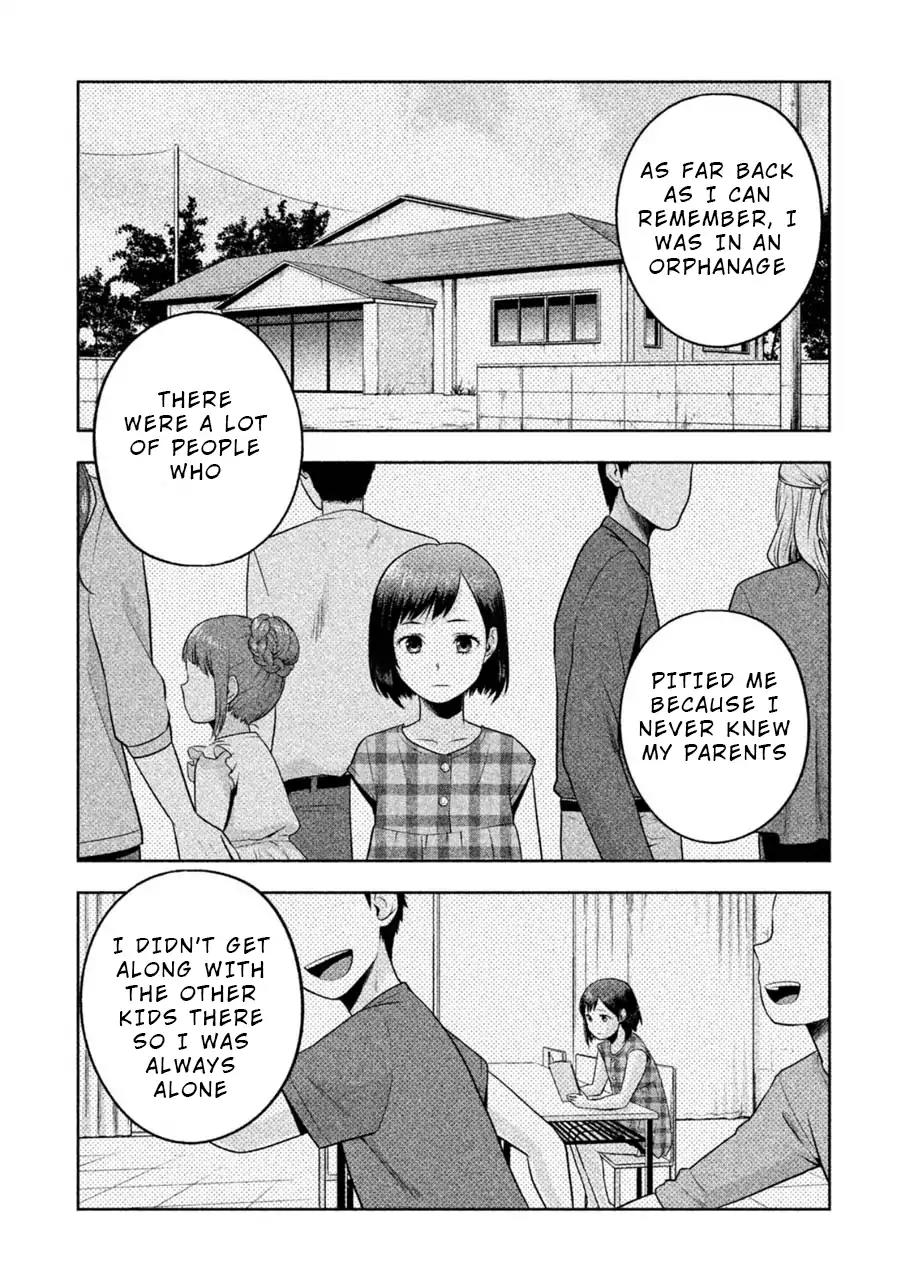 AS FAR BACK
AS I CAN
REMEMBER, I
WAS IN AN
ORPHANAGE
THERE
WERE A LOT
OF PEOPLE
WHO
PITIED ME
BECAUSE I
NEVER KNEW
MY PARENTS
I DIDN'T GET
ALONG WITH
THE OTHER
KIDS THERE
SO I WAS
ALWAYS
ALONE